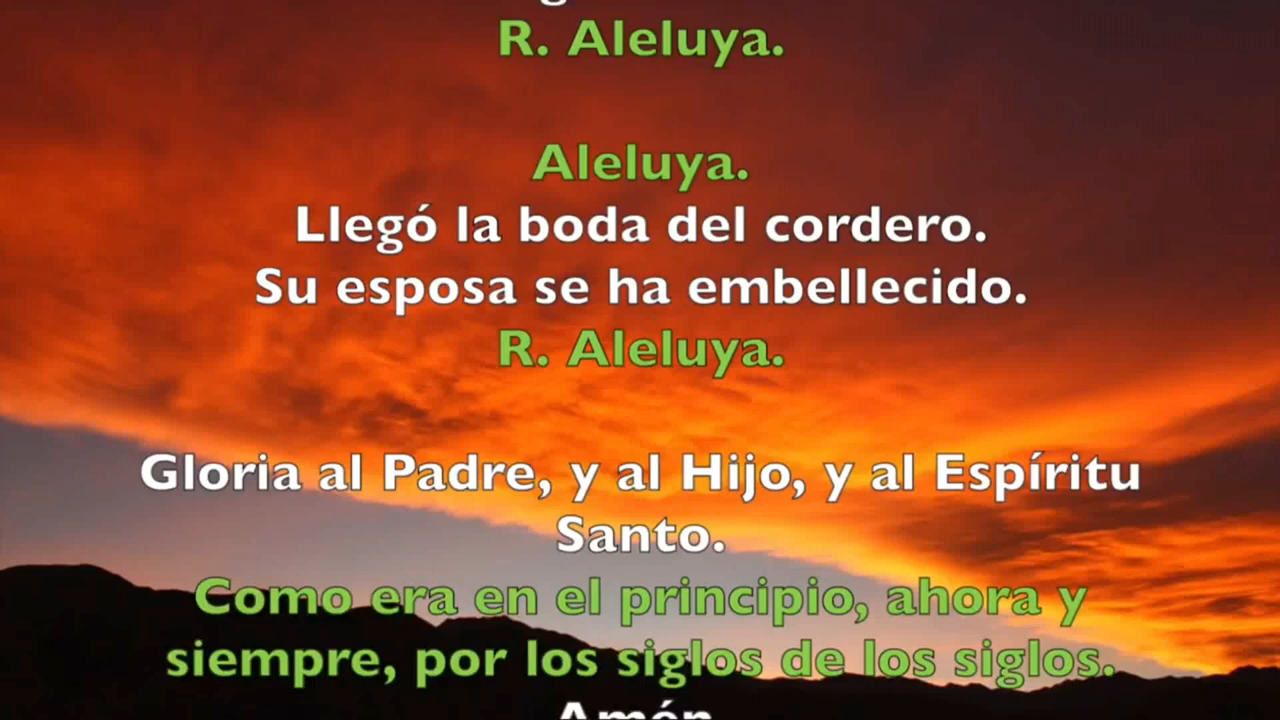 R. Aleluya.
Aleluya.
Llegó la boda del cordero.
Su esposa se ha embellecido.
R. Aleluya.
Gloria al Padre, y al Hijo, y al Espíritu
Santo.
Como era en el principio, ahora y
siempre, por los siglos de los siglos.
Amén